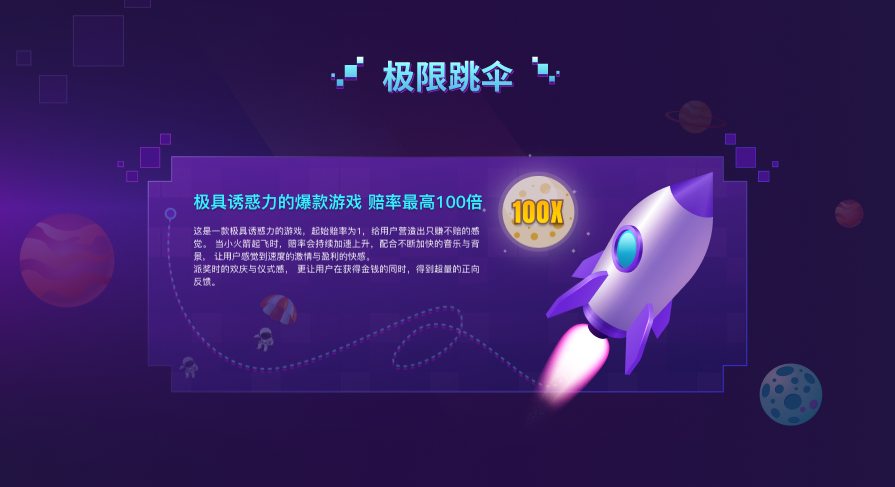 极限跳伞
极具诱惑力的爆款游戏 赔率最高100倍
100X
这是一款极具诱惑力的游戏，起始赔率为1，给用户营造出只赚不赔的感
觉。 当小火箭起飞时，赔率会持续加速上升，配合不断加快的音乐与背
景， 让用户感觉到速度的激情与盈利的快感。
派奖时的欢庆与仪式感， 更让用户在获得金钱的同时，得到超量的正向
反馈。